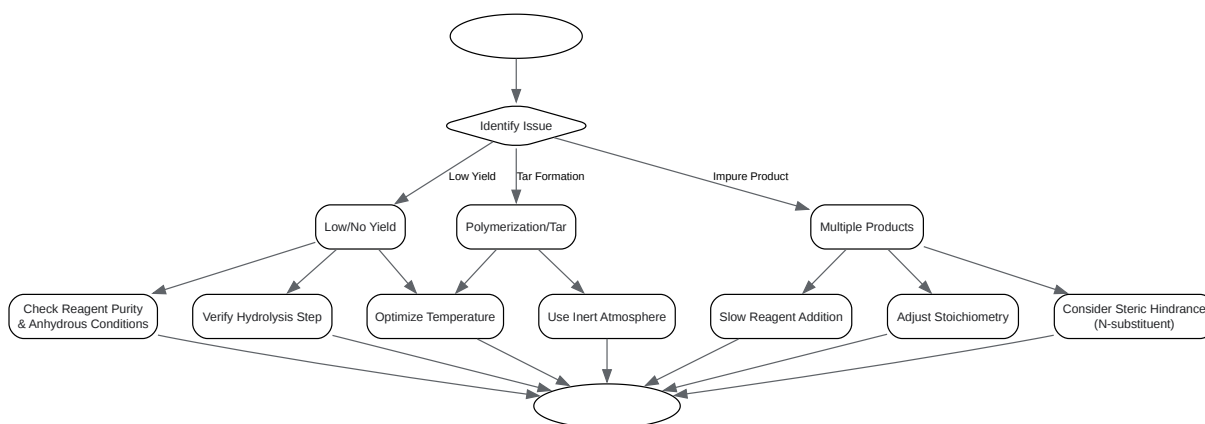 Identify Issue
Low Yield
Tar Formation
Impure Product
Low/No Yield
Polymerization/Tar
Multiple Products
Check Reagent Purity
& Anhydrous Conditions
Verify Hydrolysis Step
Optimize Temperature
Use Inert Atmosphere
Slow Reagent Addition
Adjust Stoichiometry
Consider Steric Hindrance
(N-substituent)